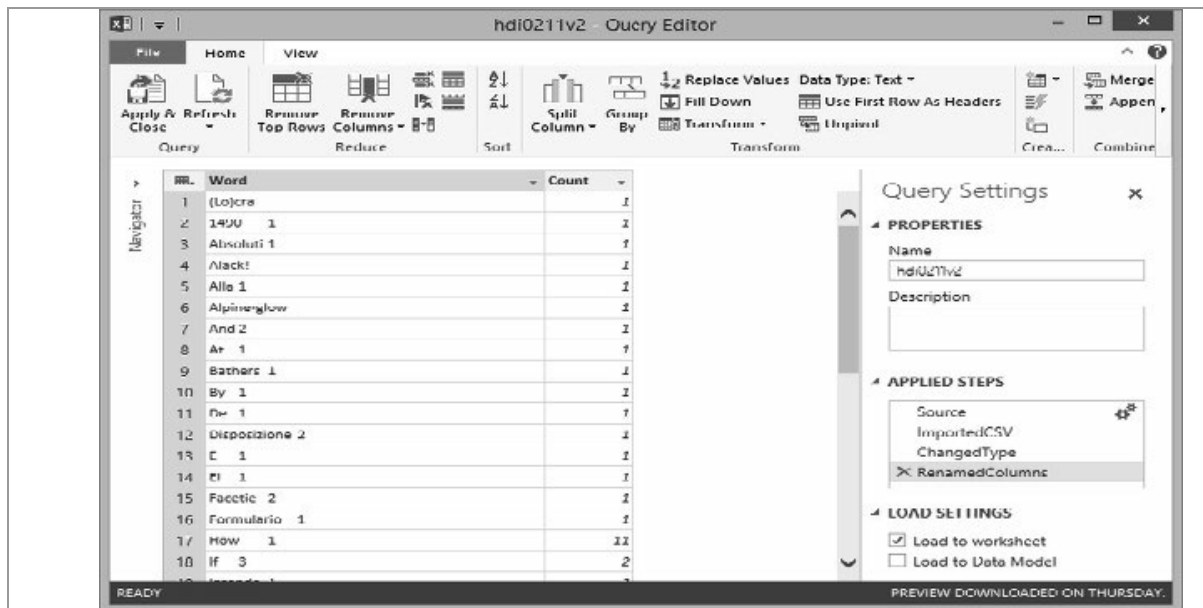 hdi0211v2 - Query Editor
File Home View
Apply & Close
Refresh
Remove Top Rows
Remove Columns
Split Column
Group By
Replace Values
Fill Down
Transform
Data Type: Text
Use First Row As Headers
Unpivot
Merge
Appen
Query Reduce Sort Transform Crea... Combine
Navigator
Word Count
1 (Lo)cra 1
2 1490 1 1
3 Absoluti 1 1
4 Alack! 1
5 Alla 1 1
6 Alpine-glow 1
7 And 2 1
8 1 1
9 Bathers 1 1
10 By 1 1
11 De 1 1
12 Disposizione 2 1
13 E 1 1
14 El 1 1
15 Facetie 2 1
16 Formulario 1 1
17 How 1 11
18 If 3 2
Query Settings
PROPERTIES
Name
hdi0211v2
Description
APPLIED STEPS
Source
ImportedCSV
ChangedType
RenamedColumns
LOAD SETTINGS
Load to worksheet
Load to Data Model
READY
PREVIEW DOWNLOADED ON THURSDAY.